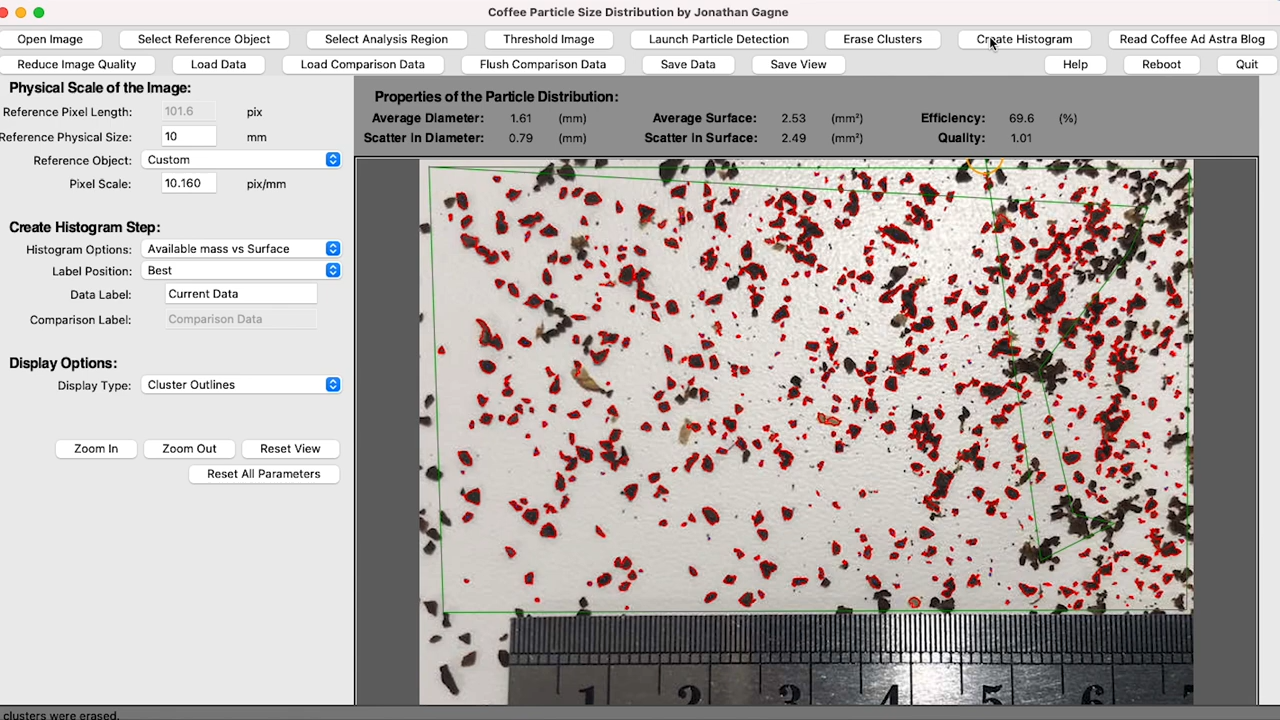 Coffee Particle Size Distribution by Jonathan Gagne
Open Image Select Reference Object Select Analysis Region Threshold Image Launch Particle Detection Erase Clusters Create Histogram Read Coffee Ad Astra Blog
Reduce Image Quality Load Data Load Comparison Data Flush Comparison Data Save Data Save View Help Reboot Quit
Physical Scale of the Image:
Reference Pixel Length: 101.6 pix
Reference Physical Size: 10 mm
Reference Object: Custom
Pixel Scale: 10.160 pix/mm
Create Histogram Step:
Histogram Options: Available mass vs Surface
Label Position: Best
Data Label: Current Data
Comparison Label: Comparison Data
Display Options:
Display Type: Cluster Outlines
Zoom In Zoom Out Reset View
Reset All Parameters
Properties of the Particle Distribution:
Average Diameter: 1.61 (mm) Average Surface: 2.53 (mm²) Efficiency: 69.6 (%)
Scatter in Diameter: 0.79 (mm) Scatter in Surface: 2.49 (mm²) Quality: 1.01
1 2 3 4 5 6
clusters were erased.